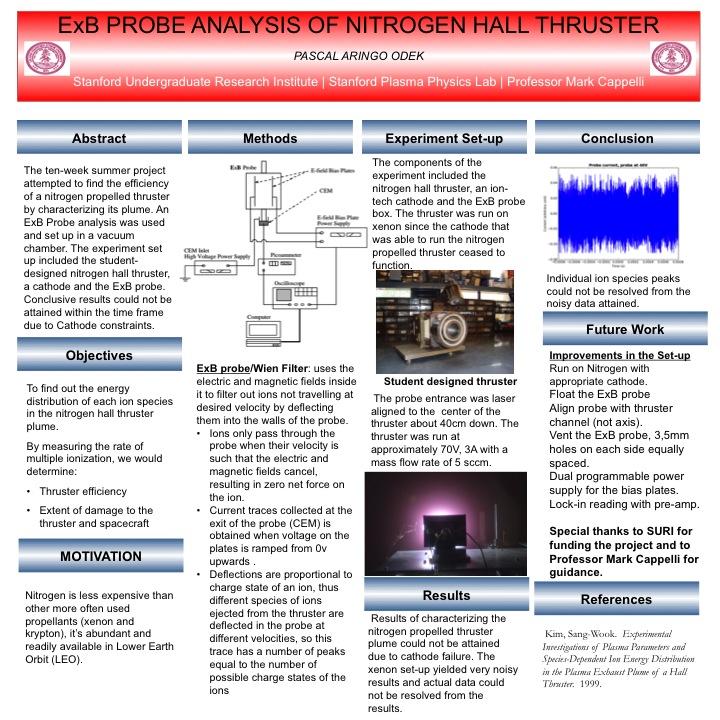 ExB PROBE ANALYSIS OF NITROGEN HALL THRUSTER
PASCAL ARINGO ODEK
Stanford Undergraduate Research Institute | Stanford Plasma Physics Lab | Professor Mark Cappelli
Abstract
The ten-week summer project
attempted to find the efficiency
of a nitrogen propelled thruster
by characterizing its plume. An
ExB Probe analysis was used
and set up in a vacuum
chamber. The experiment set
up included the student-
designed nitrogen hall thruster,
a cathode and the ExB probe.
Conclusive results could not be
attained within the time frame
due to Cathode constraints.
Objectives
To find out the energy
distribution of each ion species
in the nitrogen hall thruster
plume.
By measuring the rate of
multiple ionization, we would
determine:
• Thruster efficiency
• Extent of damage to the
thruster and spacecraft
MOTIVATION
Nitrogen is less expensive than
other more often used
propellants (xenon and
krypton), it's abundant and
readily available in Lower Earth
Orbit (LEO).
Methods
ExB Probe
E-field Bias Plates
CEM
E-field Bias Plate
Power Supply
CEM Inlet
High Voltage Power Supply
Picoammeter
Oscilloscope
Computer
ExB probe/Wien Filter: uses the
electric and magnetic fields inside
it to filter out ions not travelling at
desired velocity by deflecting
them into the walls of the probe.
• Ions only pass through the
probe when their velocity is
such that the electric and
magnetic fields cancel,
resulting in zero net force on
the ion.
• Current traces collected at the
exit of the probe (CEM) is
obtained when voltage on the
plates is ramped from 0v
upwards .
• Deflections are proportional to
charge state of an ion, thus
different species of ions
ejected from the thruster are
deflected in the probe at
different velocities, so this
trace has a number of peaks
equal to the number of
possible charge states of the
ions
Experiment Set-up
The components of the
experiment included the
nitrogen hall thruster, an ion-
tech cathode and the ExB probe
box. The thruster was run on
xenon since the cathode that
was able to run the nitrogen
propelled thruster ceased to
function.
Student designed thruster
The probe entrance was laser
aligned to the center of the
thruster about 40cm down. The
thruster was run at
approximately 70V, 3A with a
mass flow rate of 5 sccm.
Results
Results of characterizing the
nitrogen propelled thruster
plume could not be attained
due to cathode failure. The
xenon set-up yielded very noisy
results and actual data could
not be resolved from the
results.
Conclusion
Probe current, probe at 60V
Individual ion species peaks
could not be resolved from the
noisy data attained.
Future Work
Improvements in the Set-up
Run on Nitrogen with
appropriate cathode.
Float the ExB probe
Align probe with thruster
channel (not axis).
Vent the ExB probe, 3,5mm
holes on each side equally
spaced.
Dual programmable power
supply for the bias plates.
Lock-in reading with pre-amp.
Special thanks to SURI for
funding the project and to
Professor Mark Cappelli for
guidance.
References
Kim, Sang-Wook. Experimental
Investigations of Plasma Parameters and
Species-Dependent Ion Energy Distribution
in the Plasma Exhaust Plume of a Hall
Thruster. 1999.